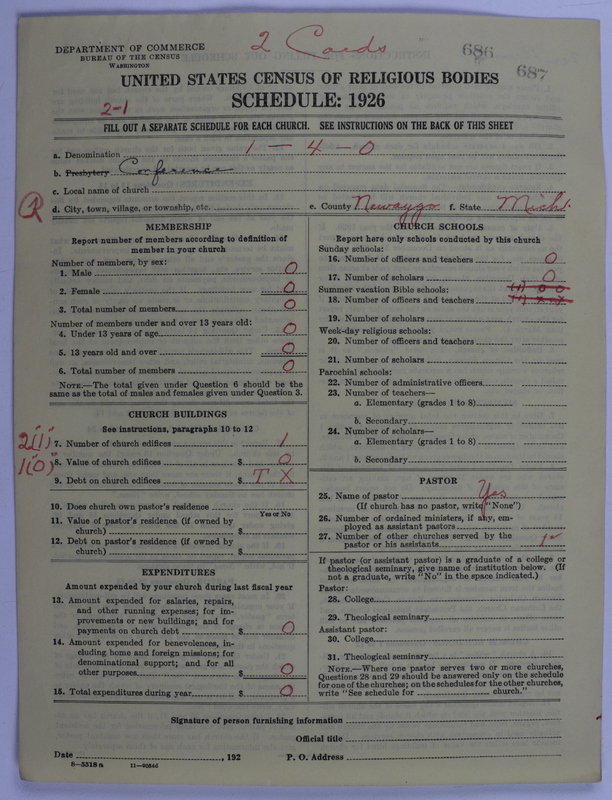 DEPARTMENT OF COMMERCE
BUREAU OF THE CENSUS
WASHINGTON
2 Cards
686
687
UNITED STATES CENSUS OF RELIGIOUS BODIES
SCHEDULE: 1926
2-1
FILL OUT A SEPARATE SCHEDULE FOR EACH CHURCH. SEE INSTRUCTIONS ON THE BACK OF THIS SHEET
a. Denomination 1-4-0
b. Presbytery Conference
c. Local name of church
d. City, town, village, or township, etc. e. County Newaygo f. State Mich.
R
MEMBERSHIP
Report number of members according to definition of
member in your church
Number of members, by sex:
1. Male 0
2. Female 0
3. Total number of members 0
Number of members under and over 13 years old:
4. Under 13 years of age 0
5. 13 years old and over 0
6. Total number of members 0
NOTE.—The total given under Question 6 should be the
same as the total of males and females given under Question 3.
CHURCH BUILDINGS
See instructions, paragraphs 10 to 12
2(1)
7. Number of church edifices 1
1(0)
8. Value of church edifices $ 0
9. Debt on church edifices $ T X
10. Does church own pastor's residence
Yes or No
11. Value of pastor's residence (if owned by
church) $
12. Debt on pastor's residence (if owned by
church) $
EXPENDITURES
Amount expended by your church during last fiscal year
13. Amount expended for salaries, repairs,
and other running expenses; for im-
provements or new buildings; and for
payments on church debt $ 0
14. Amount expended for benevolences, in-
cluding home and foreign missions; for
denominational support; and for all
other purposes $ 0
15. Total expenditures during year $ 0
CHURCH SCHOOLS
Report here only schools conducted by this church
Sunday schools:
16. Number of officers and teachers 0
17. Number of scholars 0
Summer vacation Bible schools: (1) 0 0
18. Number of officers and teachers (1) x x
19. Number of scholars
Week-day religious schools:
20. Number of officers and teachers
21. Number of scholars
Parochial schools:
22. Number of administrative officers
23. Number of teachers—
a. Elementary (grades 1 to 8)
b. Secondary
24. Number of scholars—
a. Elementary (grades 1 to 8)
b. Secondary
PASTOR
25. Name of pastor Yes
(If church has no pastor, write "None")
26. Number of ordained ministers, if any, em-
ployed as assistant pastors
27. Number of other churches served by the
pastor or his assistants
If pastor (or assistant pastor) is a graduate of a college or
theological seminary, give name of institution below. (If
not a graduate, write "No" in the space indicated.)
Pastor:
28. College
29. Theological seminary
Assistant pastor:
30. College
31. Theological seminary
NOTE.—Where one pastor serves two or more churches,
Questions 28 and 29 should be answered only on the schedule
for one of the churches; on the schedules for the other churches,
write "See schedule for church."
Signature of person furnishing information
Official title
Date , 192 P. O. Address
8-5518a 11-9554d